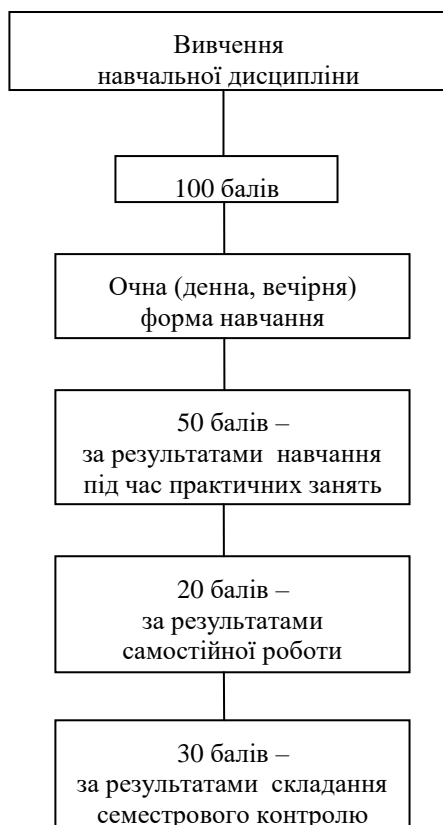 Вивчення
навчальної дисципліни
100 балів
Очна (денна, вечірня)
форма навчання
50 балів –
за результатами навчання
під час практичних занять
20 балів –
за результатами
самостійної роботи
30 балів –
за результатами складання
семестрового контролю